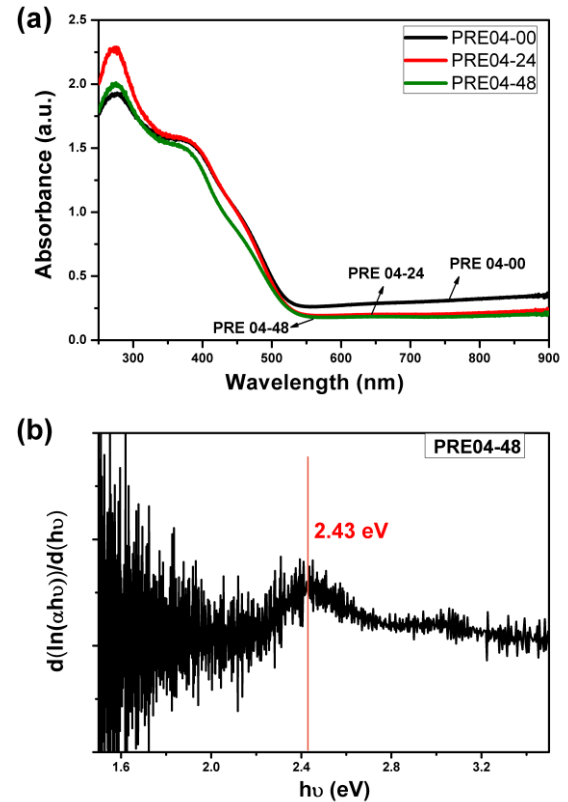 (a)
PRE04-00
PRE04-24
PRE04-48
2.5
2.0
1.5
1.0
0.5
0.0
Absorbance (a.u.)
PRE 04-24
PRE 04-00
PRE 04-48
300 400 500 600 700 800 900
Wavelength (nm)
(b)
PRE04-48
2.43 eV
d(ln(αhυ))/d(hυ)
1.6 2.0 2.4 2.8 3.2
hυ (eV)